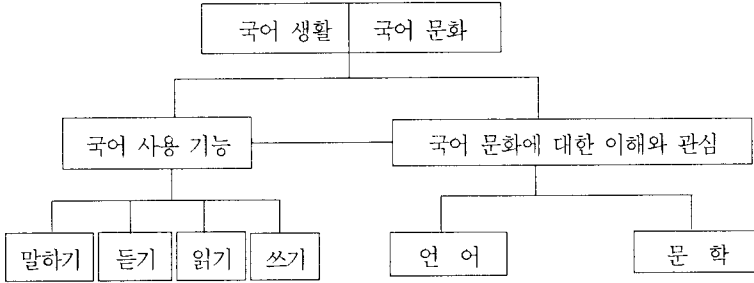 국어 생활 국어 문화
국어 사용 기능 국어 문화에 대한 이해와 관심
말하기 듣기 읽기 쓰기 언 어 문 학